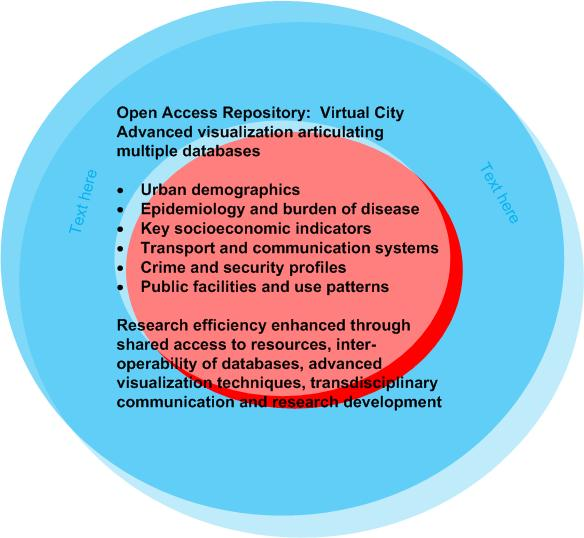 Open Access Repository:  Virtual City
Advanced visualization articulating
multiple databases
• Urban demographics
• Epidemiology and burden of disease
• Key socioeconomic indicators
• Transport and communication systems
• Crime and security profiles
• Public facilities and use patterns
Research efficiency enhanced through
shared access to resources, inter-
operability of databases, advanced
visualization techniques, transdisciplinary
communication and research development
Text here
Text here